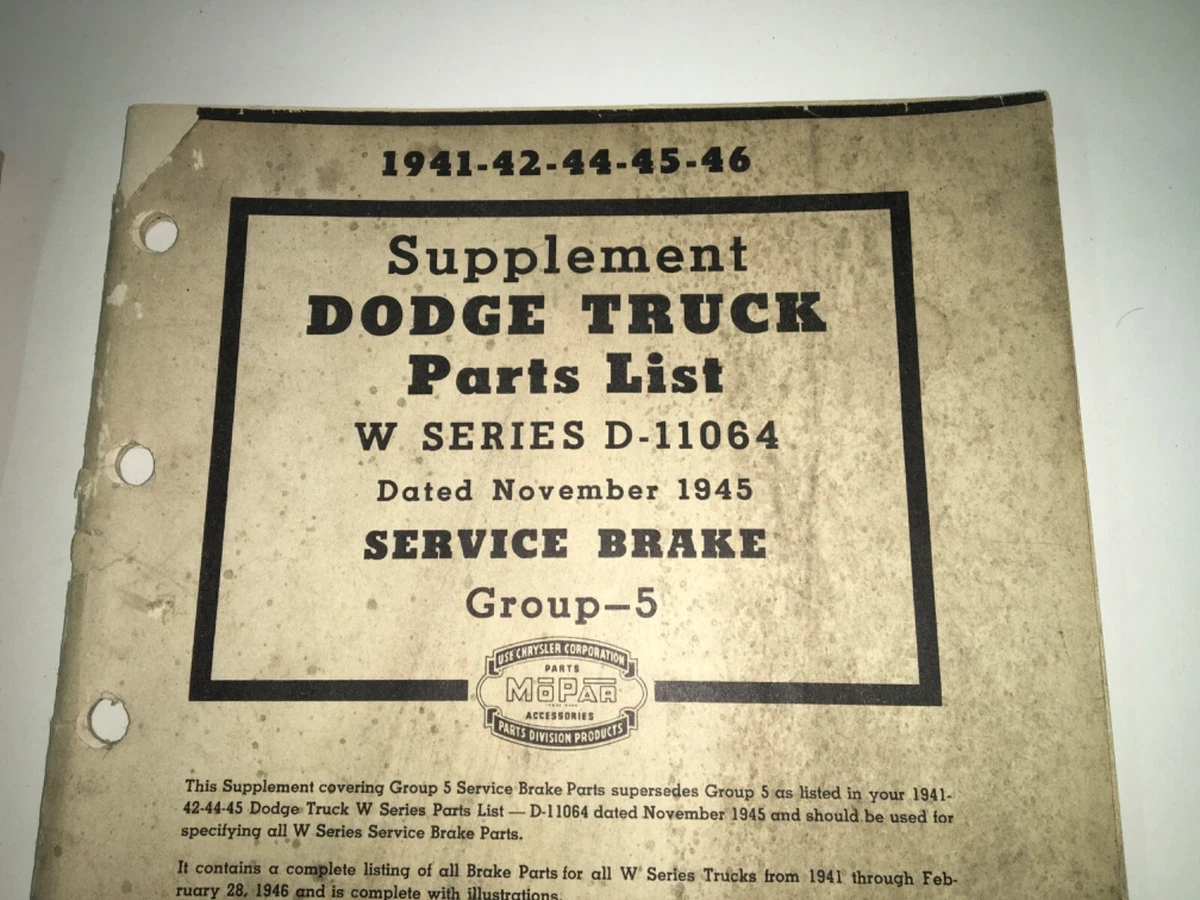 1941-42-44-45-46
Supplement
DODGE TRUCK
Parts List
W SERIES D-11064
Dated November 1945
SERVICE BRAKE
Group—5
USE CHRYSLER CORPORATION
PARTS
MOPAR
ACCESSORIES
PARTS DIVISION PRODUCTS
This Supplement covering Group 5 Service Brake Parts supersedes Group 5 as listed in your 1941-
42-44-45 Dodge Truck W Series Parts List — D-11064 dated November 1945 and should be used for
specifying all W Series Service Brake Parts.
It contains a complete listing of all Brake Parts for all W Series Trucks from 1941 through Feb-
ruary 28, 1946 and is complete with illustrations.